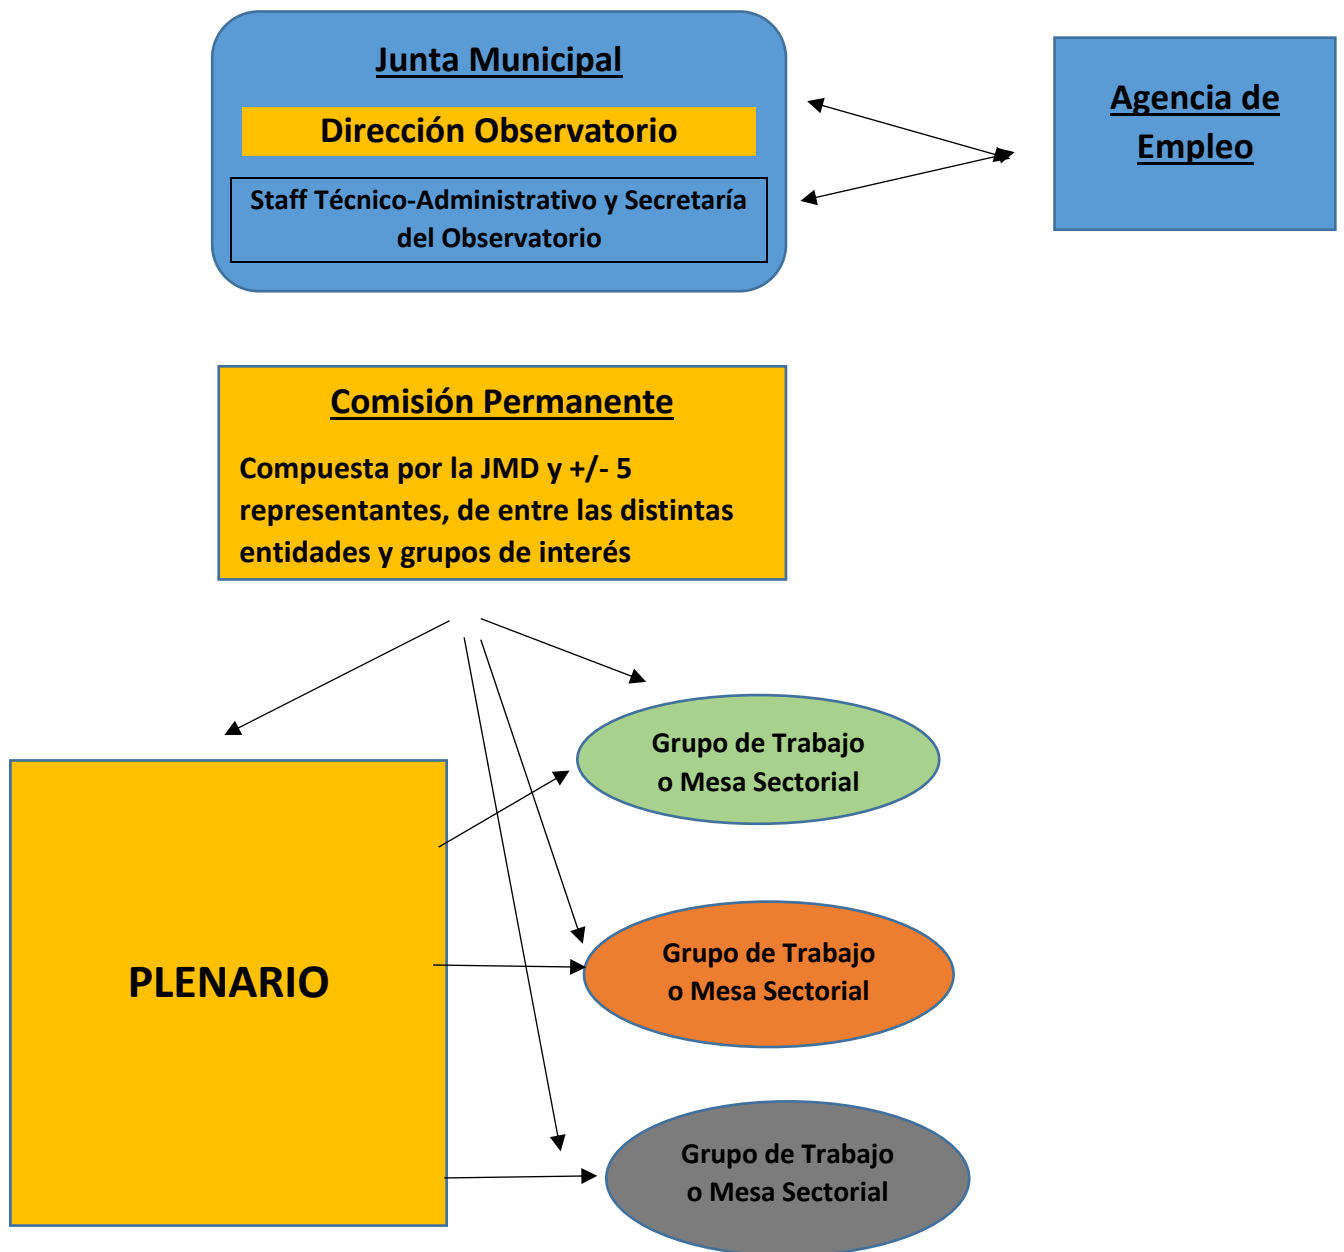 Junta Municipal
Dirección Observatorio
Staff Técnico-Administrativo y Secretaría
del Observatorio
Agencia de
Empleo
Comisión Permanente
Compuesta por la JMD y +/- 5
representantes, de entre las distintas
entidades y grupos de interés
Grupo de Trabajo
o Mesa Sectorial
PLENARIO
Grupo de Trabajo
o Mesa Sectorial
Grupo de Trabajo
o Mesa Sectorial